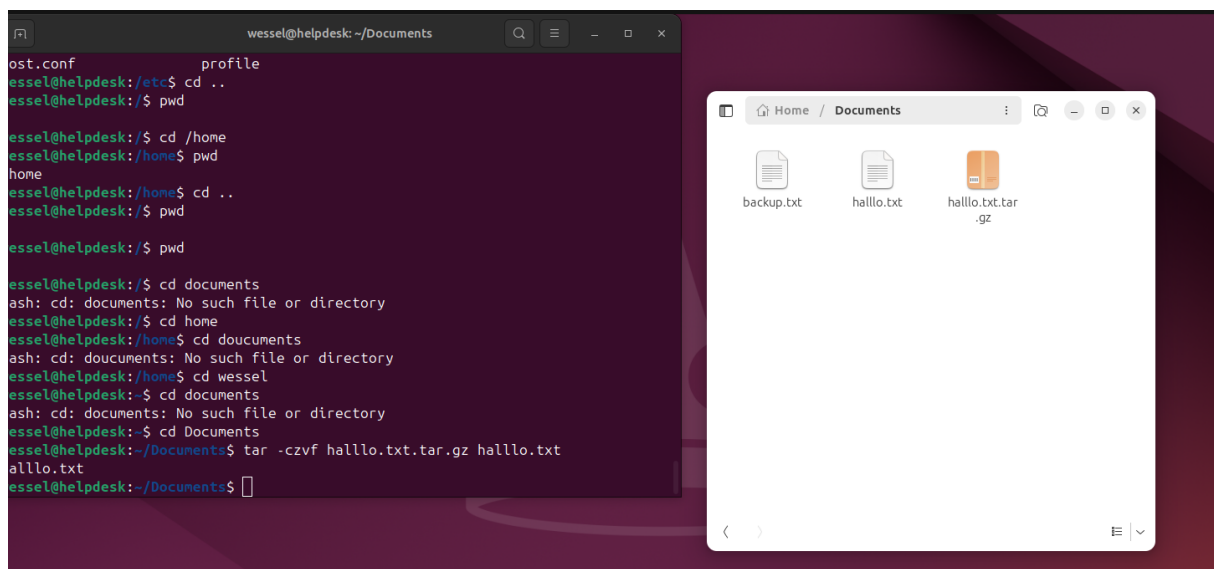 wessel@helpdesk: ~/Documents
ost.conf profile
essel@helpdesk:/etc$ cd ..
essel@helpdesk:/$ pwd
essel@helpdesk:/$ cd /home
essel@helpdesk:/home$ pwd
home
essel@helpdesk:/home$ cd ..
essel@helpdesk:/$ pwd
essel@helpdesk:/$ pwd
essel@helpdesk:/$ cd documents
ash: cd: documents: No such file or directory
essel@helpdesk:/$ cd home
essel@helpdesk:/home$ cd doucuments
ash: cd: doucuments: No such file or directory
essel@helpdesk:/home$ cd wessel
essel@helpdesk:~$ cd documents
ash: cd: documents: No such file or directory
essel@helpdesk:~$ cd Documents
essel@helpdesk:~/Documents$ tar -czvf halllo.txt.tar.gz halllo.txt
alllo.txt
essel@helpdesk:~/Documents$
Home / Documents
backup.txt
halllo.txt
halllo.txt.tar
.gz